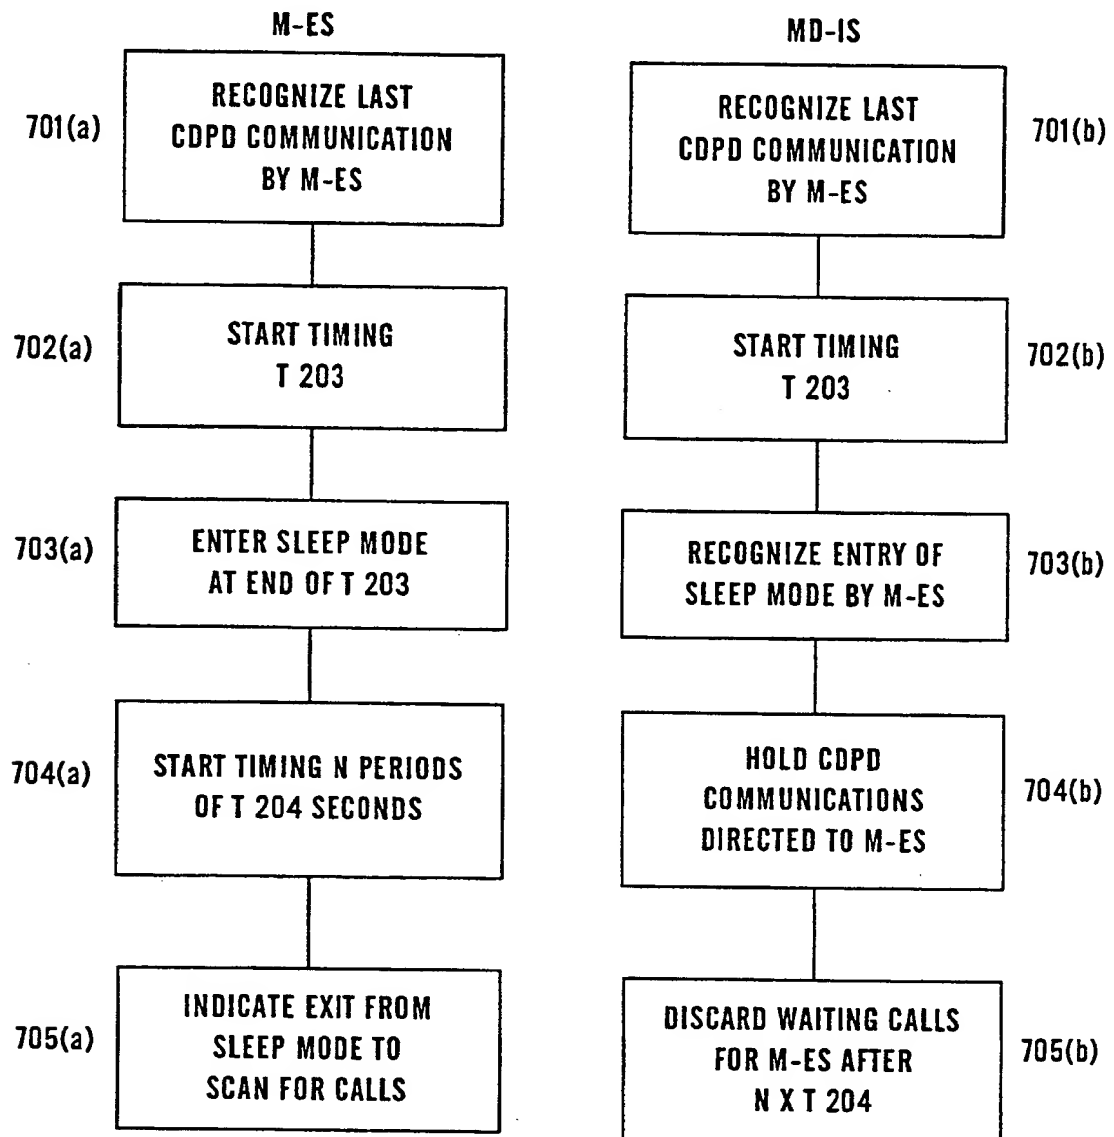 M-ES
701(a)
RECOGNIZE LAST
CDPD COMMUNICATION
BY M-ES
702(a)
START TIMING
T 203
703(a)
ENTER SLEEP MODE
AT END OF T 203
704(a)
START TIMING N PERIODS
OF T 204 SECONDS
705(a)
INDICATE EXIT FROM
SLEEP MODE TO
SCAN FOR CALLS
MD-IS
RECOGNIZE LAST
CDPD COMMUNICATION
BY M-ES
701(b)
START TIMING
T 203
702(b)
RECOGNIZE ENTRY OF
SLEEP MODE BY M-ES
703(b)
HOLD CDPD
COMMUNICATIONS
DIRECTED TO M-ES
704(b)
DISCARD WAITING CALLS
FOR M-ES AFTER
N X T 204
705(b)